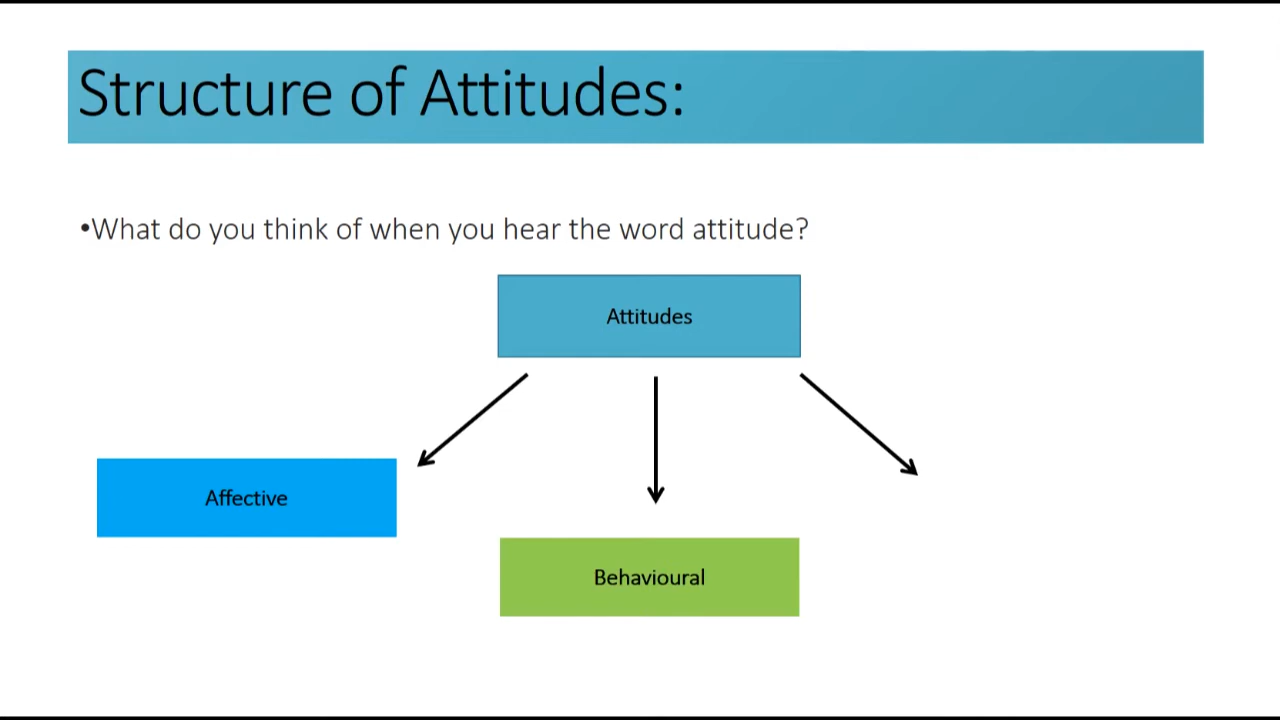 Structure of Attitudes:
•What do you think of when you hear the word attitude?
Attitudes
Affective
Behavioural